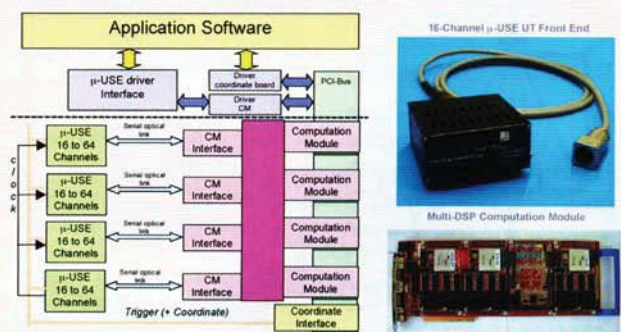 Application Software
μ-USE driver
Interface
Driver
coordinate board
Driver
CM
PCI-Bus
clock
μ-USE
16 to 64
Channels
Serial optical
link
CM
Interface
Computation
Module
μ-USE
16 to 64
Channels
Serial optical
link
CM
Interface
Computation
Module
μ-USE
16 to 64
Channels
Serial optical
link
CM
Interface
Computation
Module
μ-USE
16 to 64
Channels
Serial optical
link
CM
Interface
Computation
Module
Trigger (+ Coordinate)
Coordinate
Interface
16-Channel μ-USE UT Front End
Multi-DSP Computation Module